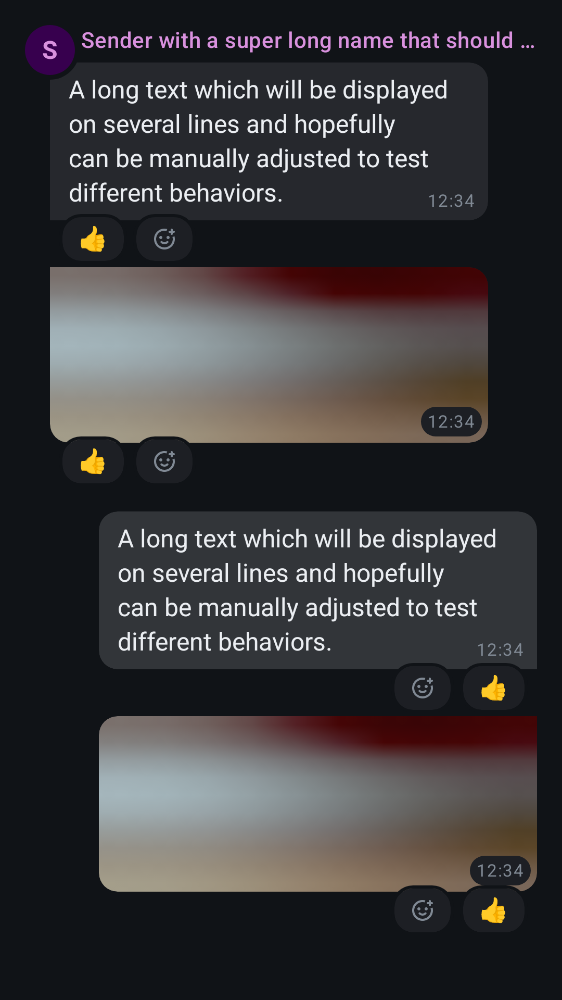 S
Sender with a super long name that should …
A long text which will be displayed
on several lines and hopefully
can be manually adjusted to test
different behaviors.
12:34
👍
12:34
👍
A long text which will be displayed
on several lines and hopefully
can be manually adjusted to test
different behaviors.
12:34
👍
12:34
👍